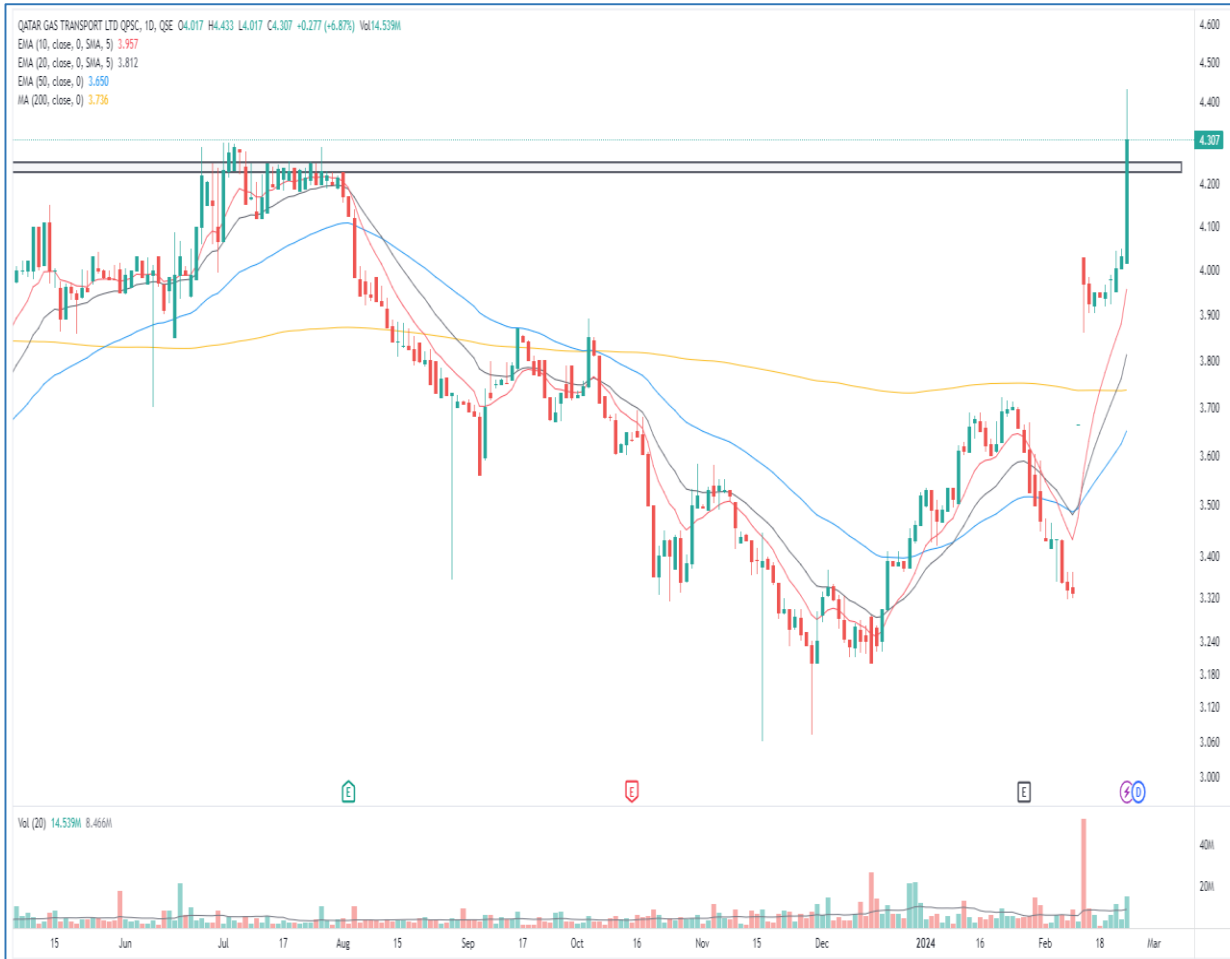 QATAR GAS TRANSPORT LTD QPSC, 1D, QSE O4.017 H4.433 L4.017 C4.307 +0.277 (+6.87%) Vol14.539M
EMA (10, close, 0, SMA, 5) 3.957
EMA (20, close, 0, SMA, 5) 3.812
EMA (50, close, 0) 3.650
MA (200, close, 0) 3.736
4.600
4.500
4.400
4.307
4.200
4.100
4.000
3.900
3.800
3.700
3.600
3.500
3.400
3.320
3.240
3.180
3.120
3.060
3.000
E
E
E
D
Vol (20) 14.539M 8.466M
40M
20M
15 Jun Jul 17 Aug 15 Sep 17 Oct 16 Nov 15 Dec 2024 16 Feb 18 Mar